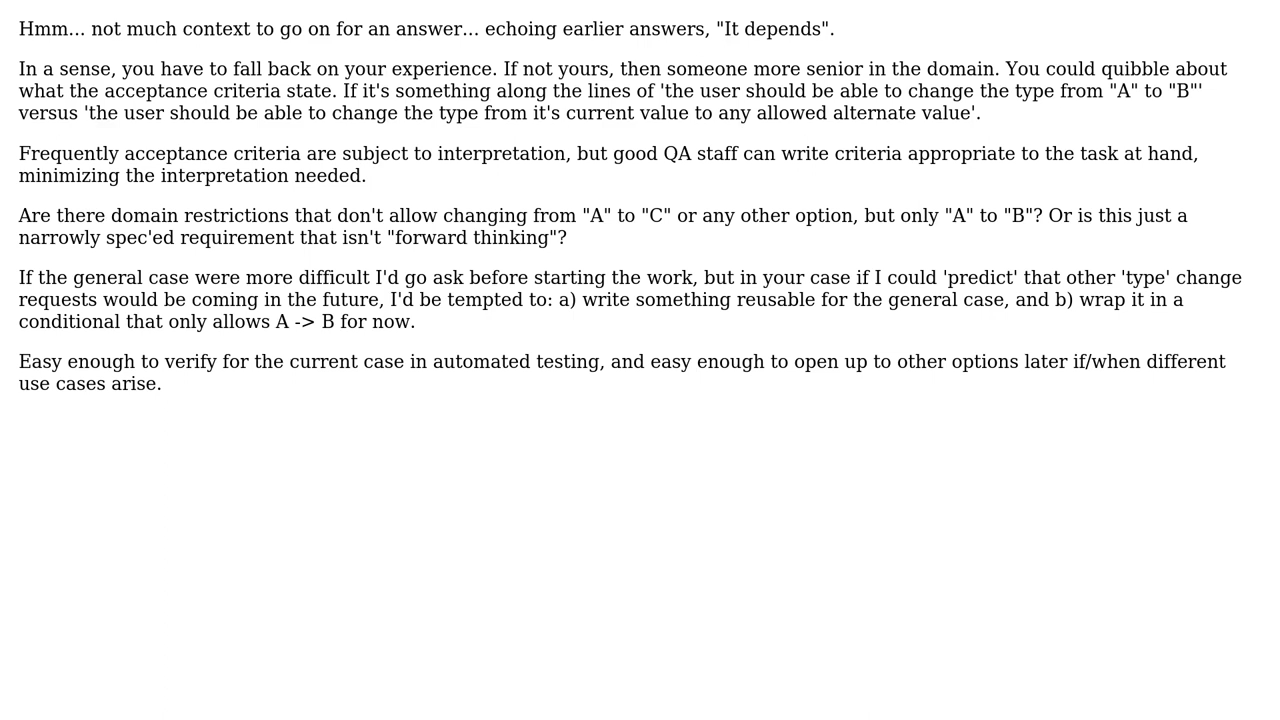 Hmm... not much context to go on for an answer... echoing earlier answers, "It depends".
In a sense, you have to fall back on your experience. If not yours, then someone more senior in the domain. You could quibble about
what the acceptance criteria state. If it's something along the lines of 'the user should be able to change the type from "A" to "B"'
versus 'the user should be able to change the type from it's current value to any allowed alternate value'.
Frequently acceptance criteria are subject to interpretation, but good QA staff can write criteria appropriate to the task at hand,
minimizing the interpretation needed.
Are there domain restrictions that don't allow changing from "A" to "C" or any other option, but only "A" to "B"? Or is this just a
narrowly spec'ed requirement that isn't "forward thinking"?
If the general case were more difficult I'd go ask before starting the work, but in your case if I could 'predict' that other 'type' change
requests would be coming in the future, I'd be tempted to: a) write something reusable for the general case, and b) wrap it in a
conditional that only allows A -> B for now.
Easy enough to verify for the current case in automated testing, and easy enough to open up to other options later if/when different
use cases arise.